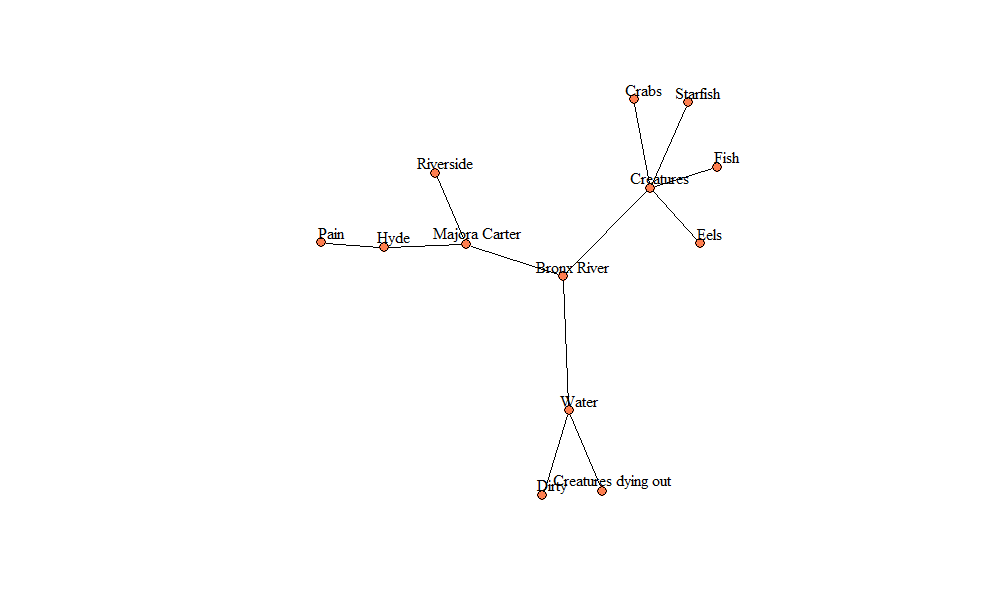 Crabs
Starfish
Fish
Riverside
Creatures
Pain
Hyde
Majora Carter
Eels
Bronx River
Water
Dirty
Creatures dying out